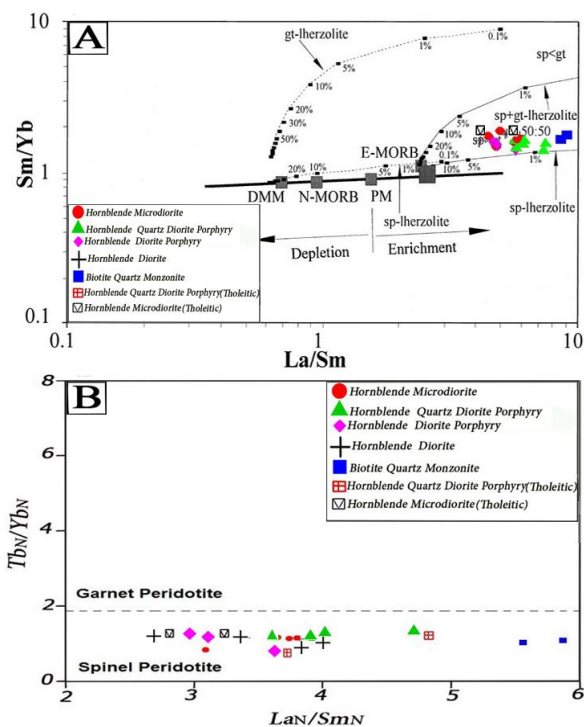 A
10
gt-lherzolite
0.1%
1%
5%
sp<gt
10%
20%
30%
50%
1%
5%
sp+gt-lherzolite
50:50
10%
20%
0.1%
Sm/Yb
E-MORB
1
20%
10%
5%
1%
1%
10%
5%
1%
DMM
N-MORB
PM
sp-lherzolite
sp-lherzolite
Depletion
Enrichment
Hornblende Microdiorite
Hornblende Quartz Diorite Porphyry
Hornblende Diorite Porphyry
Hornblende Diorite
Biotite Quartz Monzonite
Hornblende Quartz Diorite Porphyry(Tholeitic)
Hornblende Microdiorite(Tholeitic)
0.1
0.1
1
10
La/Sm
B
8
6
4
2
0
TbN/YbN
Hornblende Microdiorite
Hornblende Quartz Diorite Porphyry
Hornblende Diorite Porphyry
Hornblende Diorite
Biotite Quartz Monzonite
Hornblende Quartz Diorite Porphyry(Tholeitic)
Hornblende Microdiorite(Tholeitic)
Garnet Peridotite
Spinel Peridotite
2
3
4
5
6
LaN/SmN